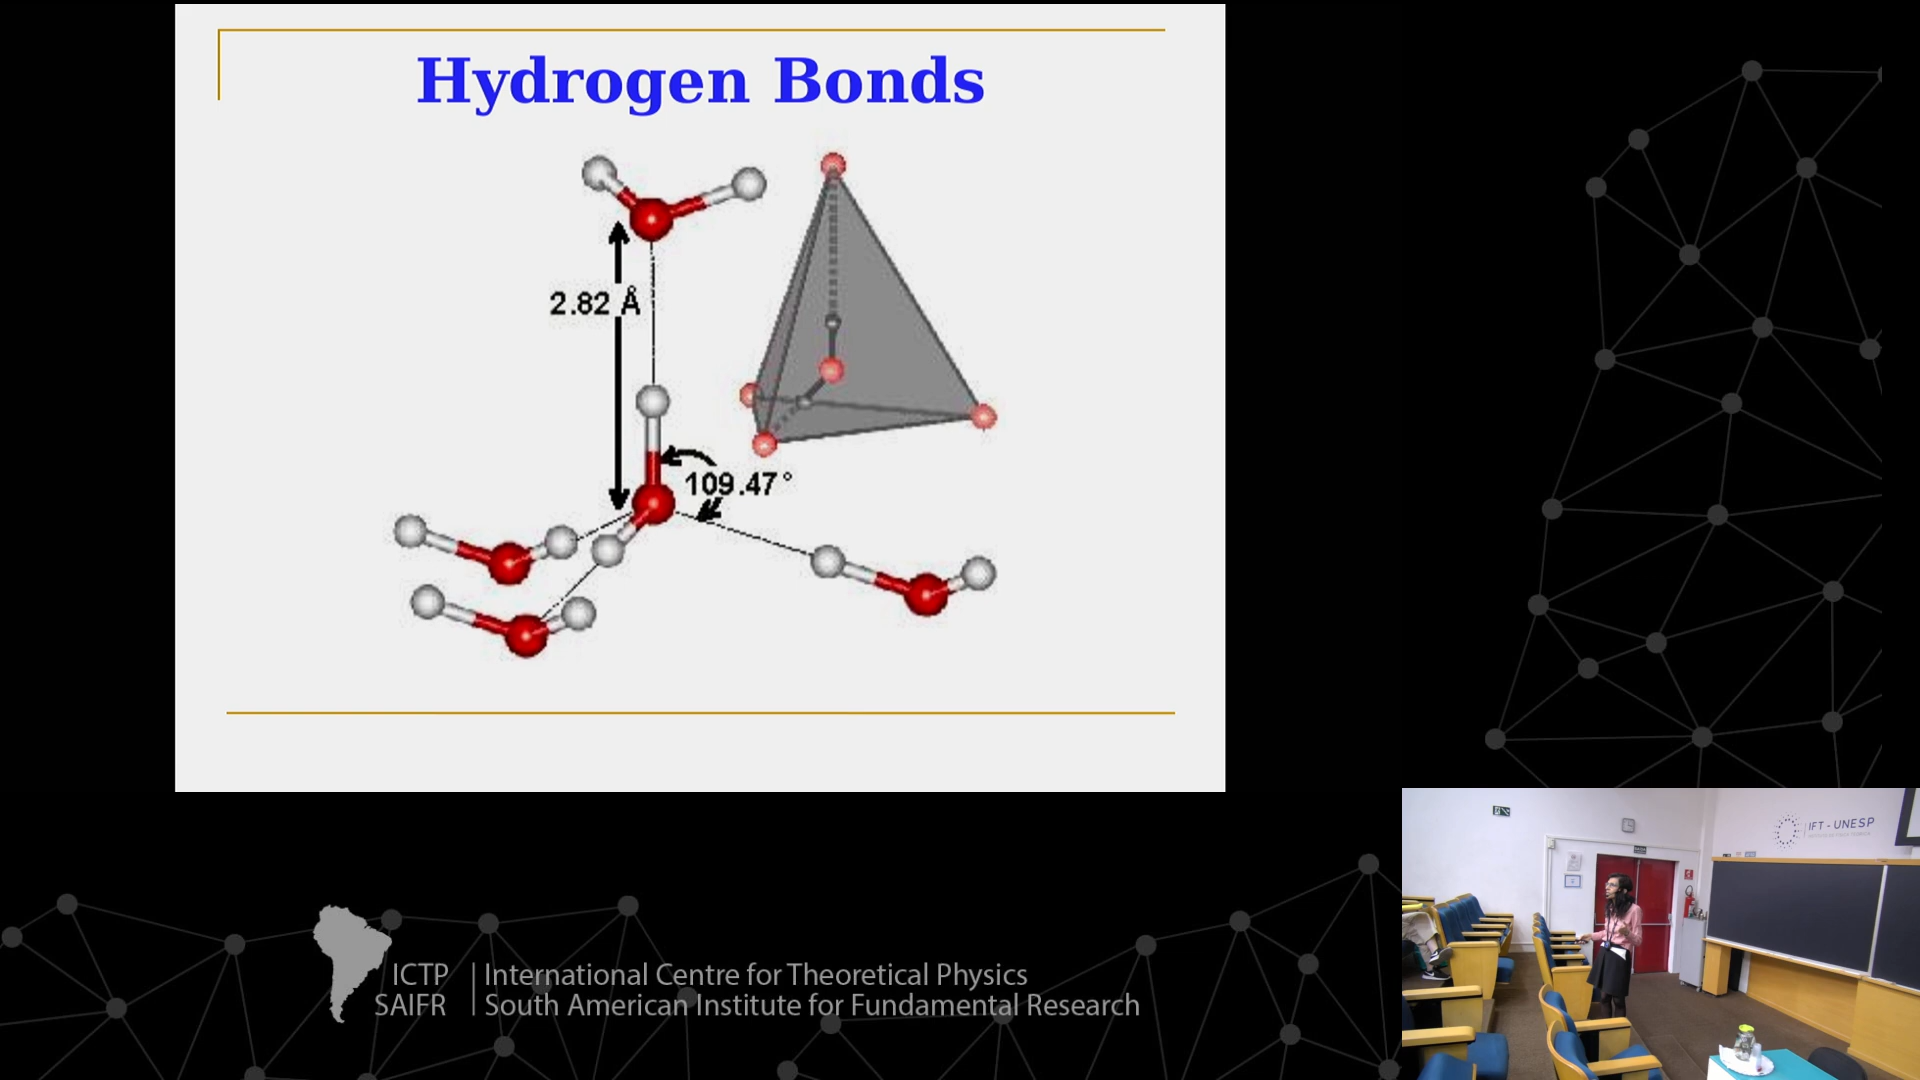 Hydrogen Bonds
2.82 Å
109.47°
ICTP | International Centre for Theoretical Physics
SAIFR | South American Institute for Fundamental Research
IFT - UNESP